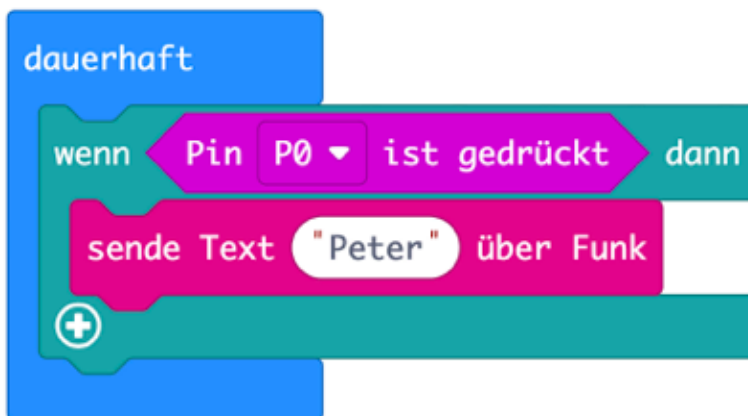 dauerhaft
wenn Pin P0 ist gedrückt dann
sende Text "Peter" über Funk